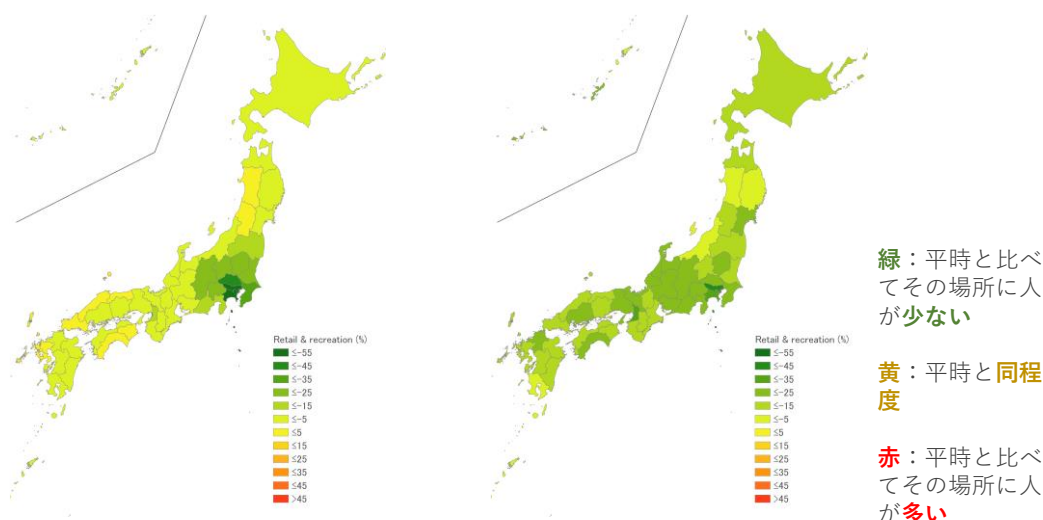 Retail & recreation (%)
≤-55
≤-45
≤-35
≤-25
≤-15
≤-5
≤5
≤15
≤25
≤35
≤45
>45
Retail & recreation (%)
≤-55
≤-45
≤-35
≤-25
≤-15
≤-5
≤5
≤15
≤25
≤35
≤45
>45
緑：平時と比べ
てその場所に人
が少ない
黄：平時と同程
度
赤：平時と比べ
てその場所に人
が多い